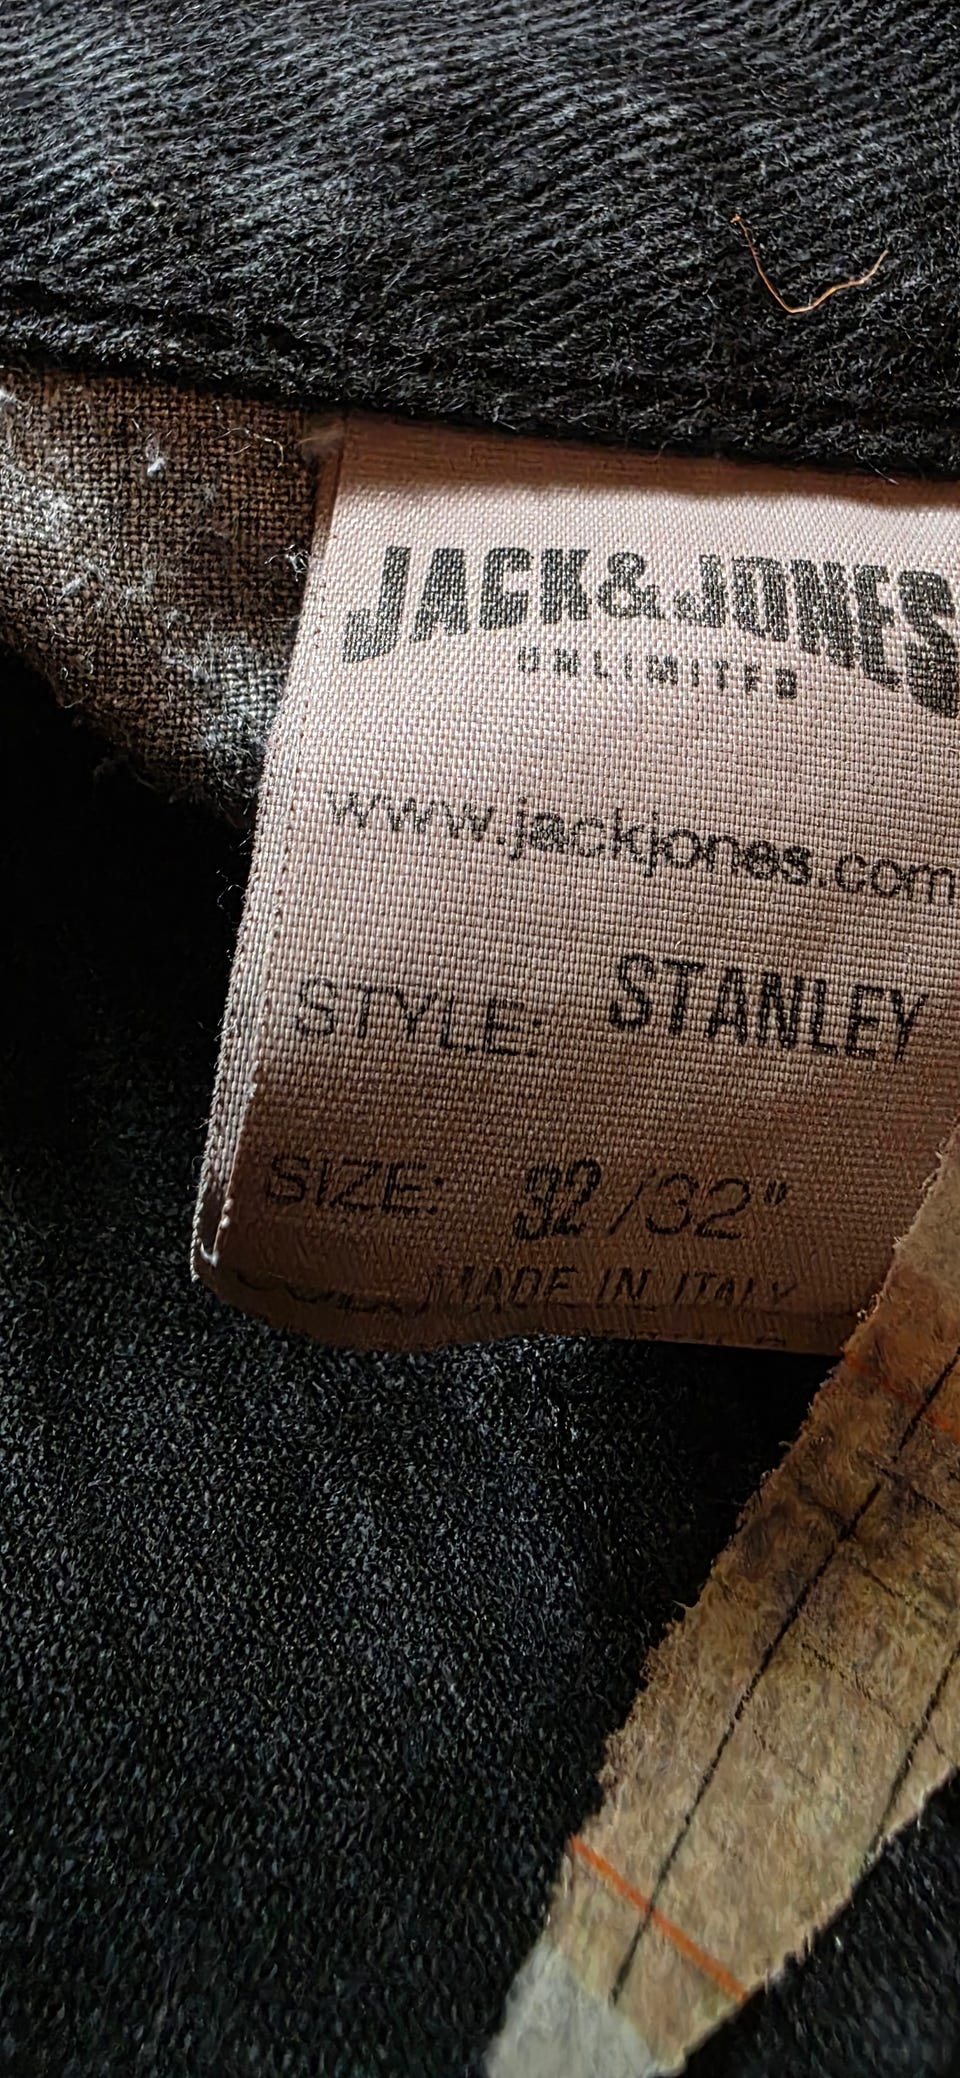 JACK&JONES
UNLIMITED
www.jackjones.com
STYLE: STANLEY
SIZE: 32/32"
MADE IN ITALY